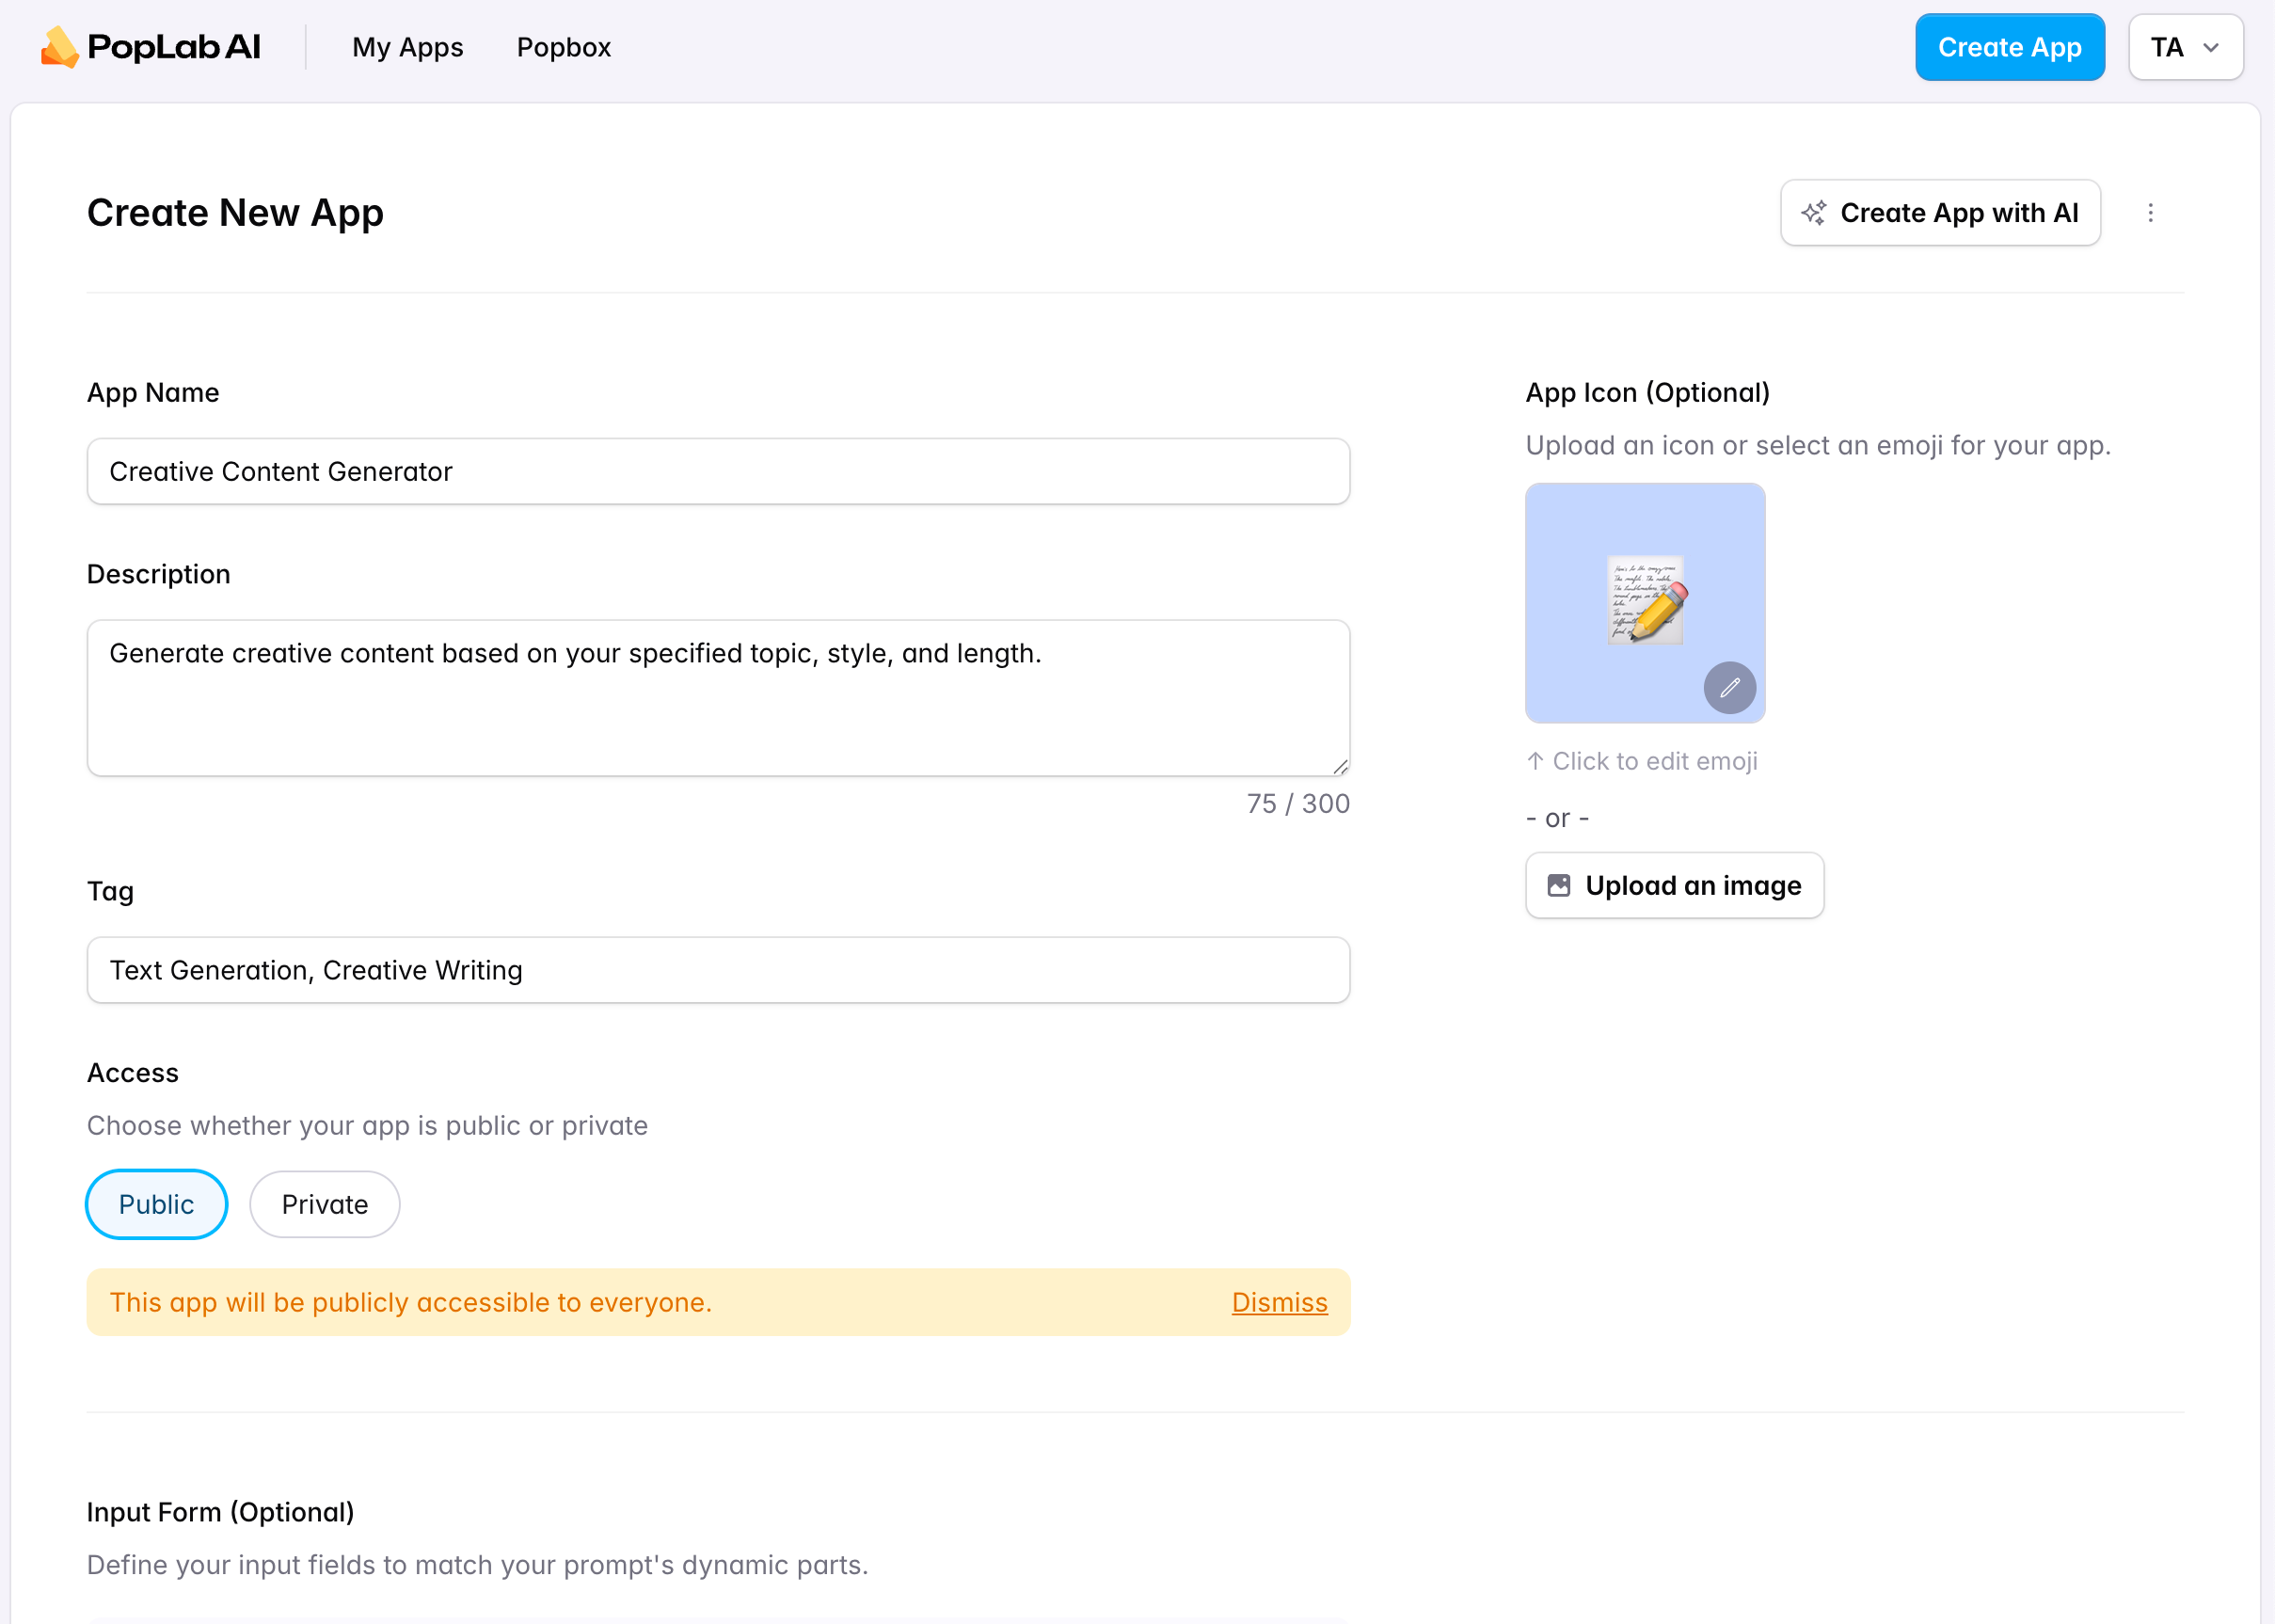 PopLab AI
My Apps
Popbox
Create App
TA
Create New App
Create App with AI
App Name
Creative Content Generator
Description
Generate creative content based on your specified topic, style, and length.
75 / 300
Tag
Text Generation, Creative Writing
Access
Choose whether your app is public or private
Public
Private
This app will be publicly accessible to everyone.
Dismiss
App Icon (Optional)
Upload an icon or select an emoji for your app.
↑ Click to edit emoji
- or -
Upload an image
Input Form (Optional)
Define your input fields to match your prompt's dynamic parts.